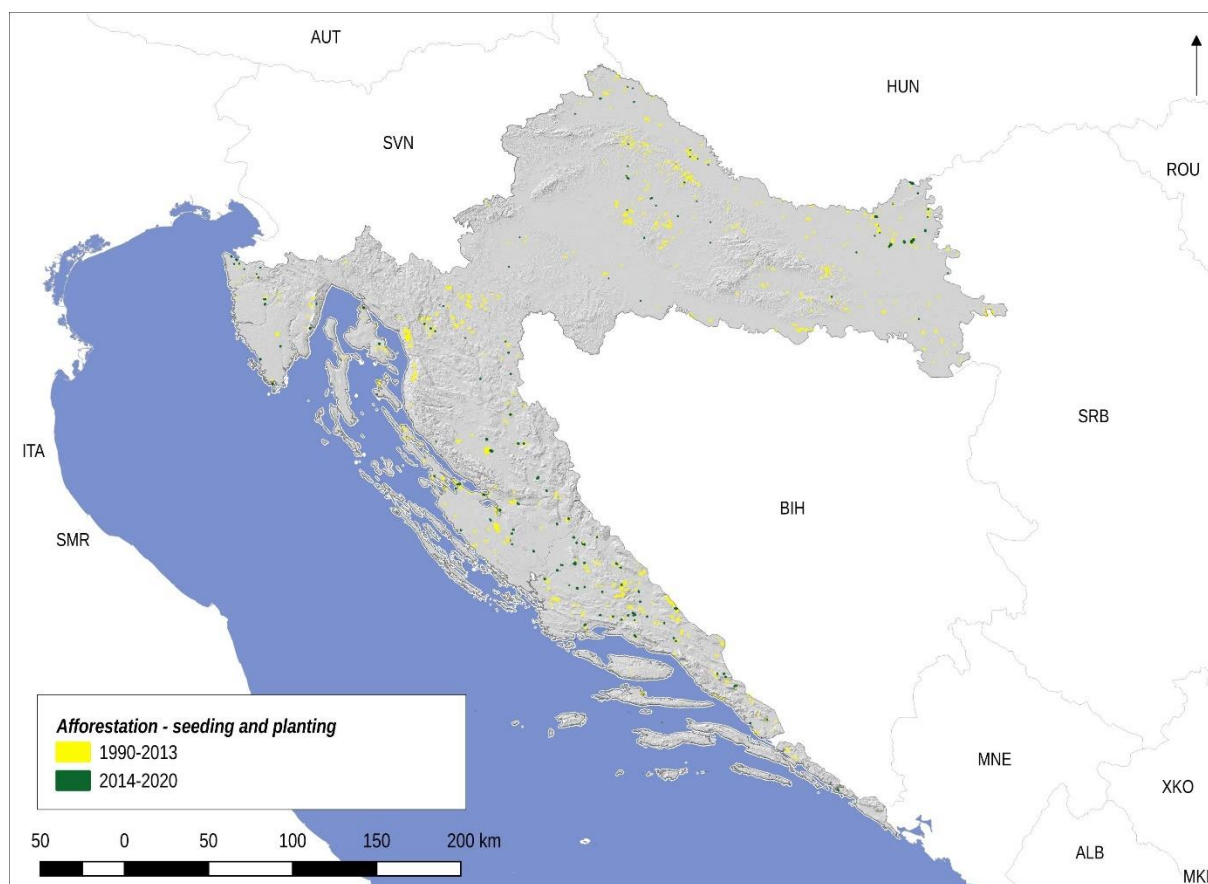 AUT
HUN
SVN
ROU
SRB
ITA
BIH
SMR
Afforestation - seeding and planting
1990-2013
2014-2020
MNE
XKO
50 0 50 100 150 200 km
ALB
MKD